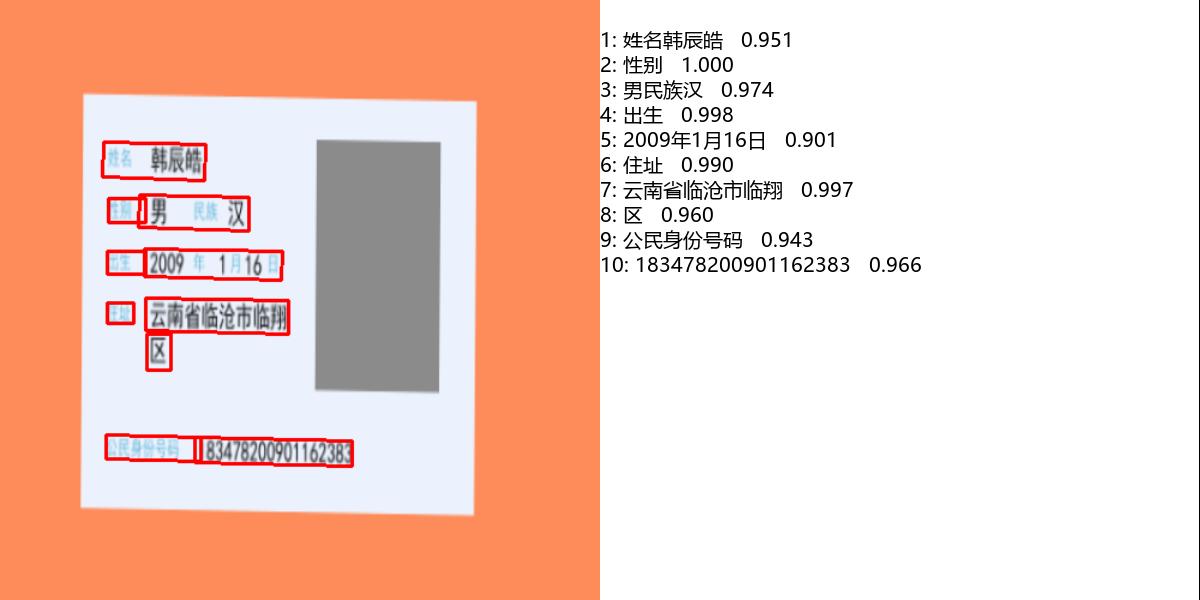 姓名 韩辰皓
性别 男 民族 汉
出生 2009 年 1 月 16 日
住址 云南省临沧市临翔
区
公民身份号码 183478200901162383
1: 姓名韩辰皓 0.951
2: 性别 1.000
3: 男民族汉 0.974
4: 出生 0.998
5: 2009年1月16日 0.901
6: 住址 0.990
7: 云南省临沧市临翔 0.997
8: 区 0.960
9: 公民身份号码 0.943
10: 183478200901162383 0.966